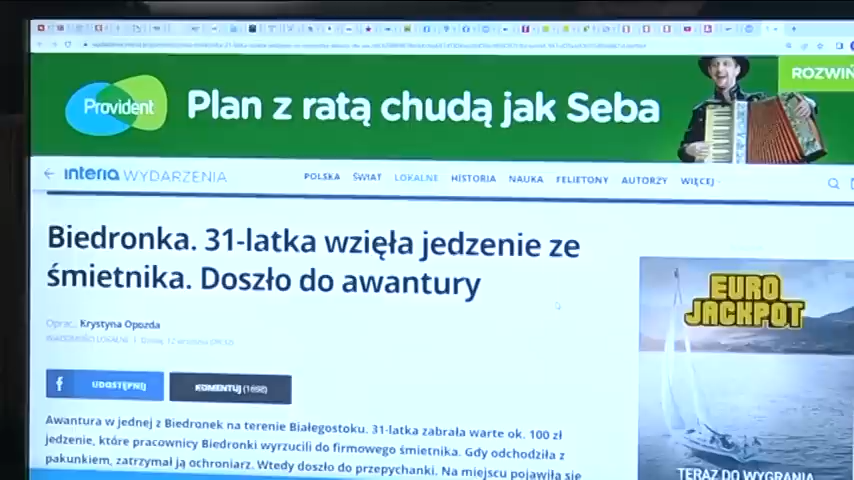 Provident
Plan z ratą chudą jak Seba
ROZWIŃ
interia WYDARZENIA
POLSKA ŚWIAT LOKALNE HISTORIA NAUKA FELIETONY AUTORZY WIĘCEJ
Biedronka. 31-latka wzięła jedzenie ze
śmietnika. Doszło do awantury
Oprac. Krystyna Opozda
UDOSTĘPNIJ
KOMENTUJ
EURO
JACKPOT
Awantura w jednej z Biedronek na terenie Białegostoku. 31-latka zabrała warte ok. 100 zł
jedzenie, które pracownicy Biedronki wyrzucili do firmowego śmietnika. Gdy odchodziła z
pakunkiem, zatrzymał ją ochroniarz. Wtedy doszło do przepychanki. Na miejscu pojawiła się
TERAZ DO WYGRANIA